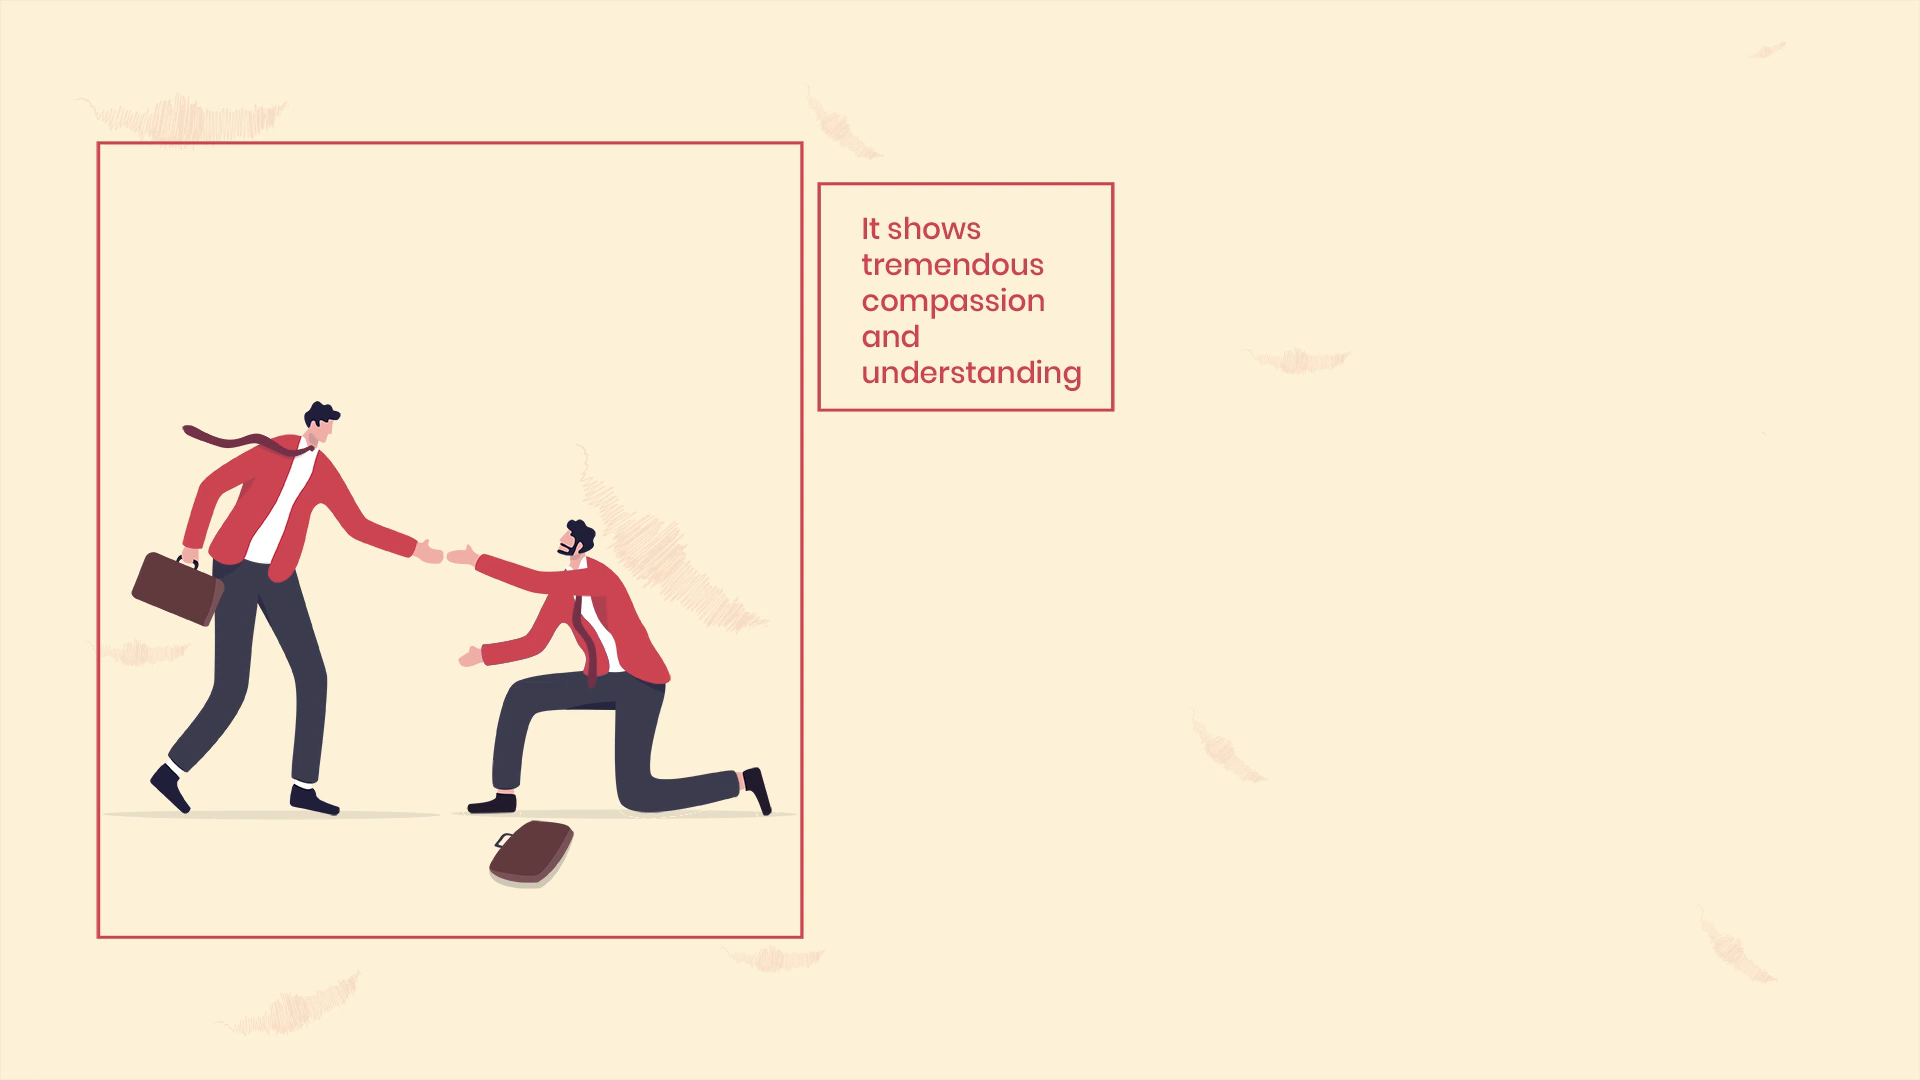 It shows
tremendous
compassion
and
understanding